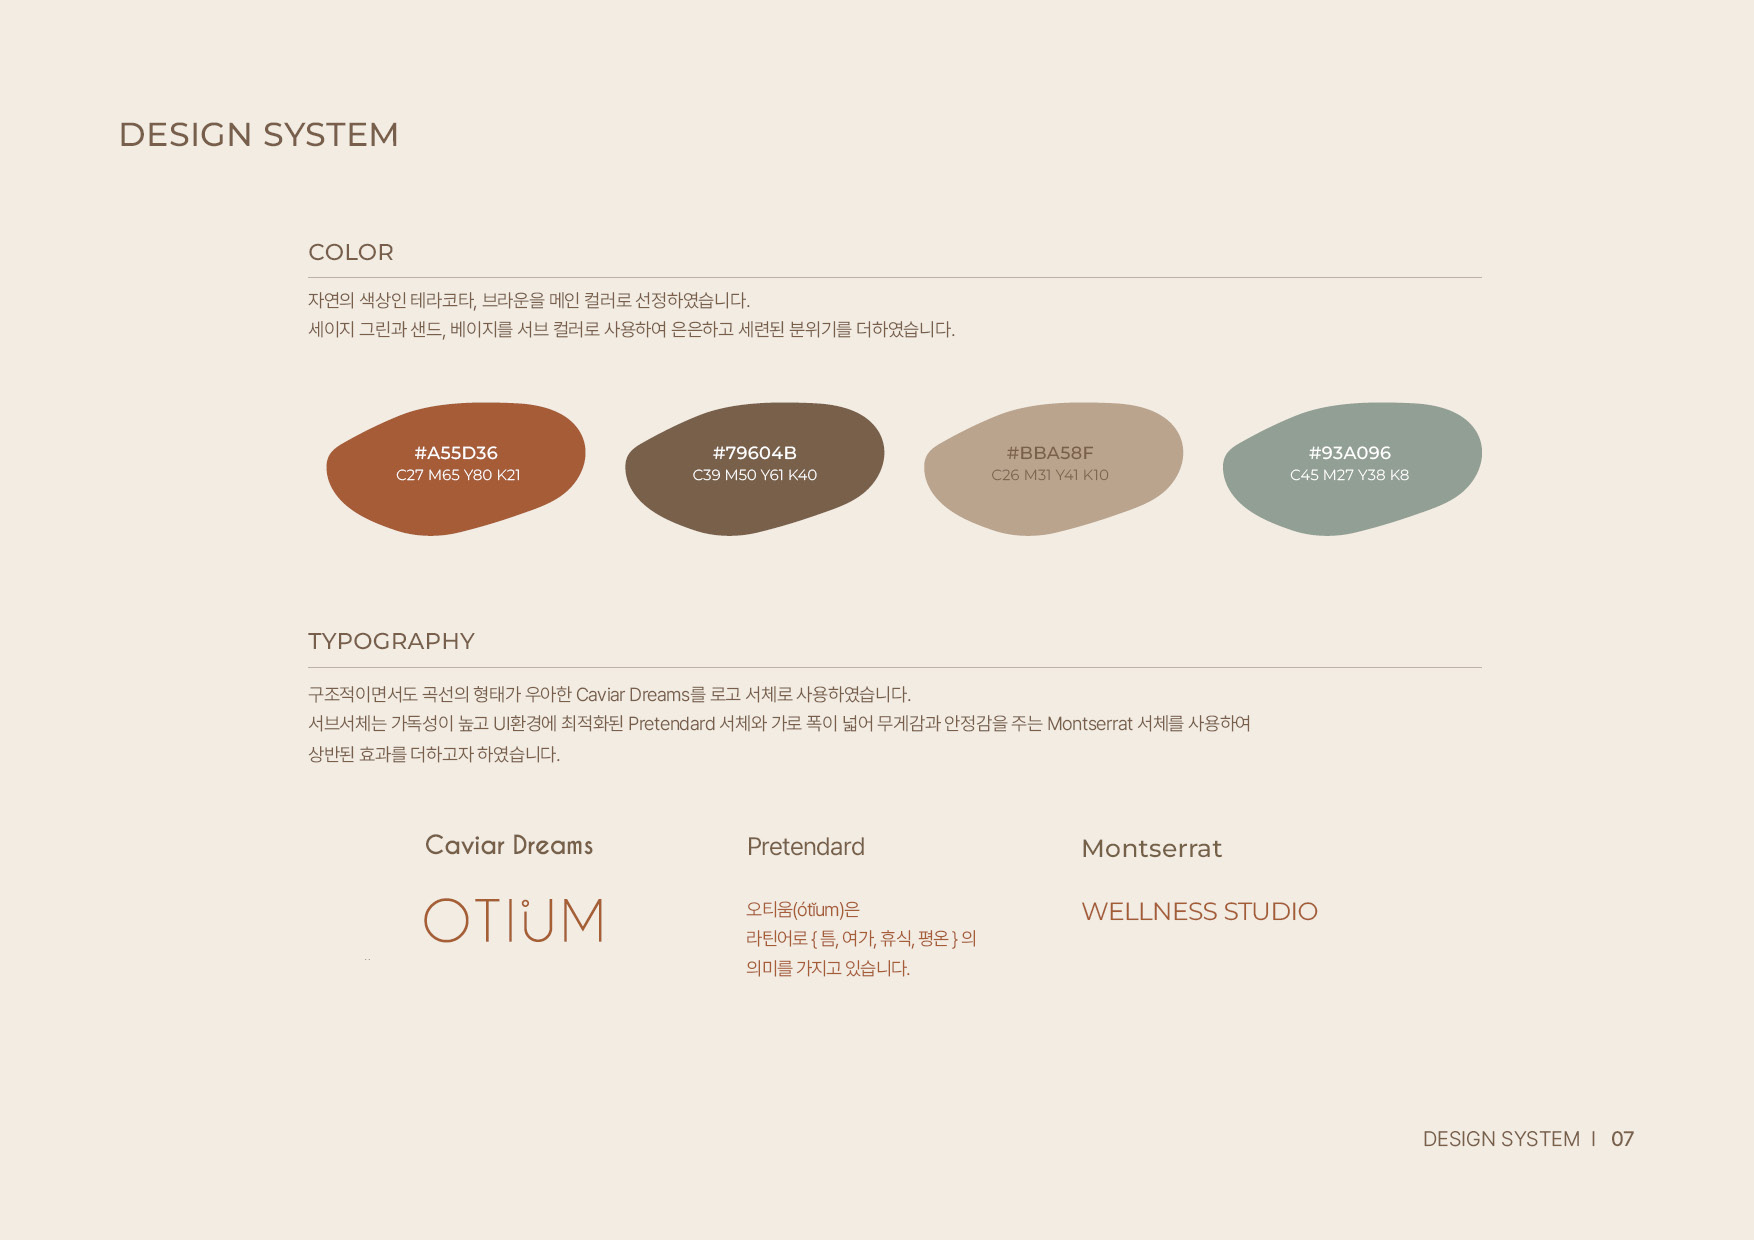 DESIGN SYSTEM
COLOR
자연의 색상인 테라코타, 브라운을 메인 컬러로 선정하였습니다.
세이지 그린과 샌드, 베이지를 서브 컬러로 사용하여 은은하고 세련된 분위기를 더하였습니다.
#A55D36
C27 M65 Y80 K21
#79604B
C39 M50 Y61 K40
#BBA58F
C26 M31 Y41 K10
#93A096
C45 M27 Y38 K8
TYPOGRAPHY
구조적이면서도 곡선의 형태가 우아한 Caviar Dreams를 로고 서체로 사용하였습니다.
서브서체는 가독성이 높고 UI환경에 최적화된 Pretendard 서체와 가로 폭이 넓어 무게감과 안정감을 주는 Montserrat 서체를 사용하여
상반된 효과를 더하고자 하였습니다.
Caviar Dreams
OTIUM
Pretendard
오티움(ótĭum)은
라틴어로 { 틈, 여가, 휴식, 평온 } 의
의미를 가지고 있습니다.
Montserrat
WELLNESS STUDIO
DESIGN SYSTEM | 07